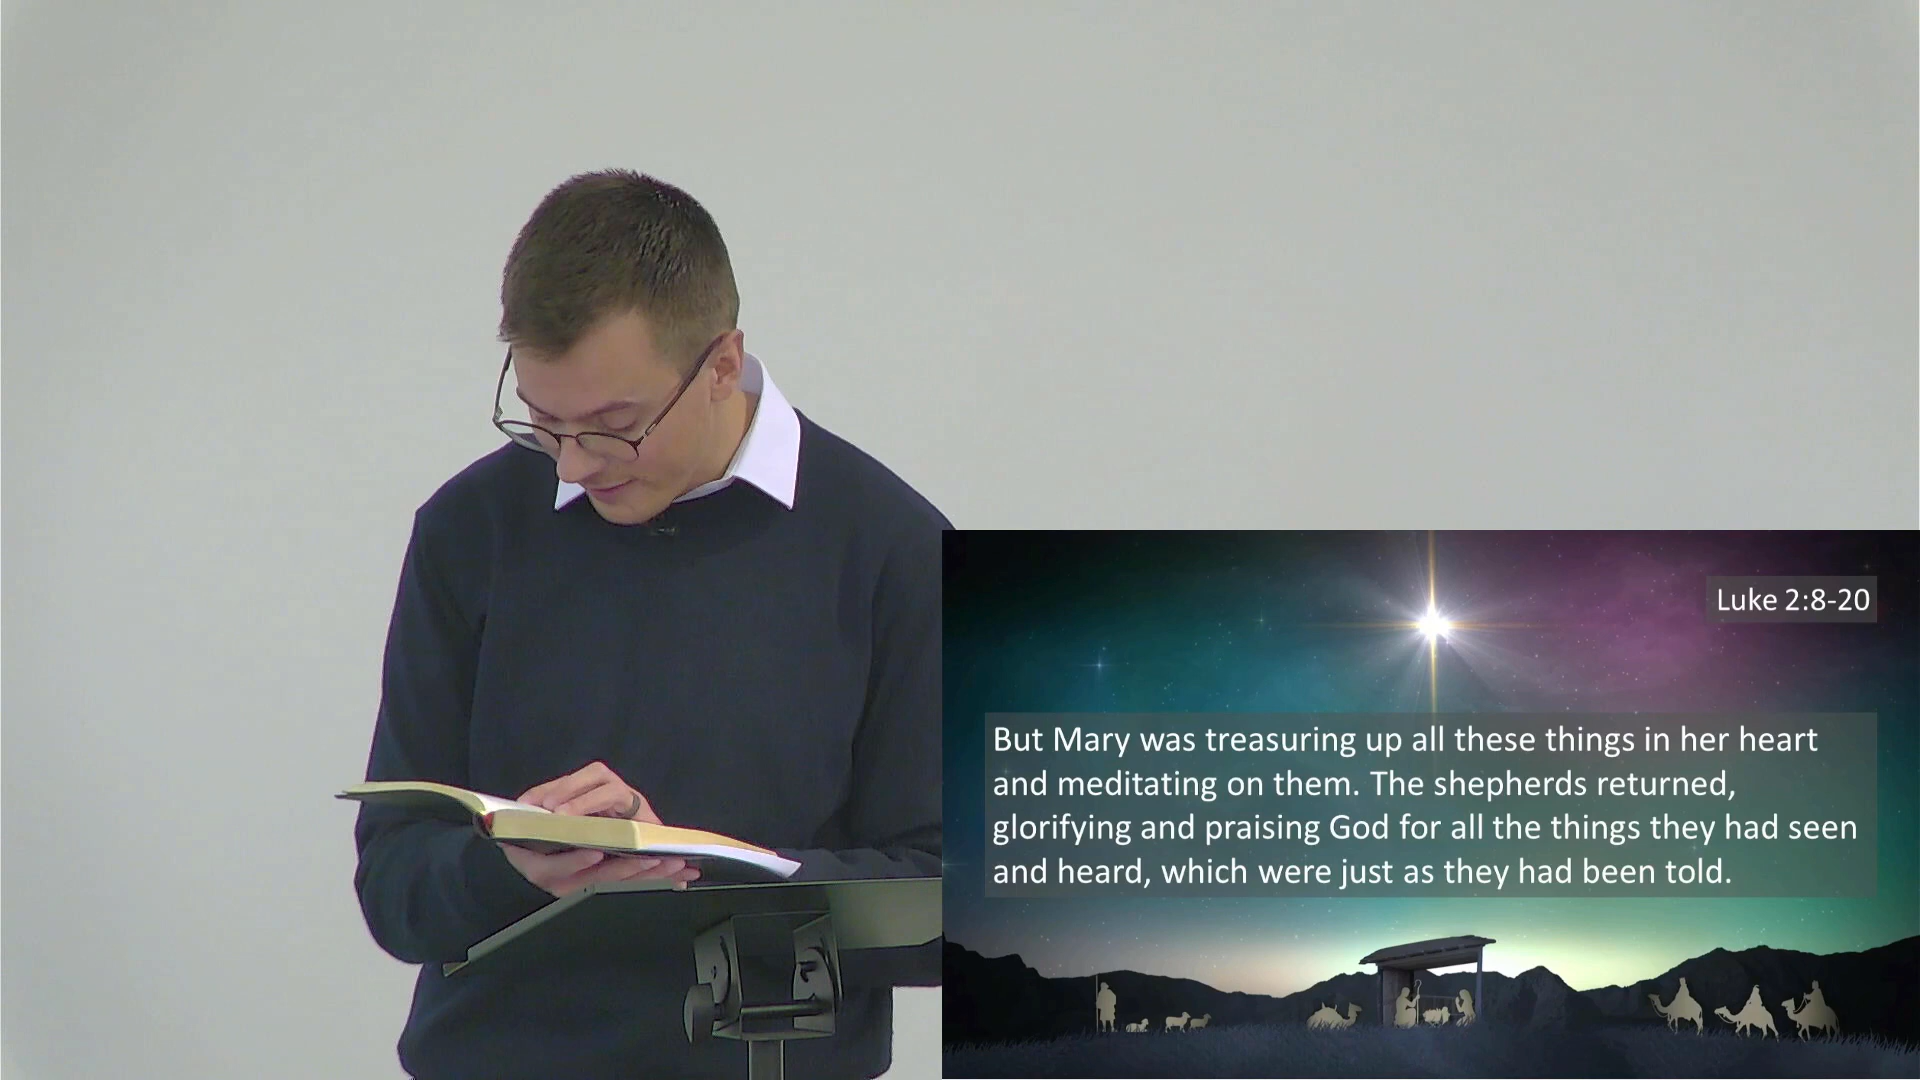 Luke 2:8-20
But Mary was treasuring up all these things in her heart
and meditating on them. The shepherds returned,
glorifying and praising God for all the things they had seen
and heard, which were just as they had been told.